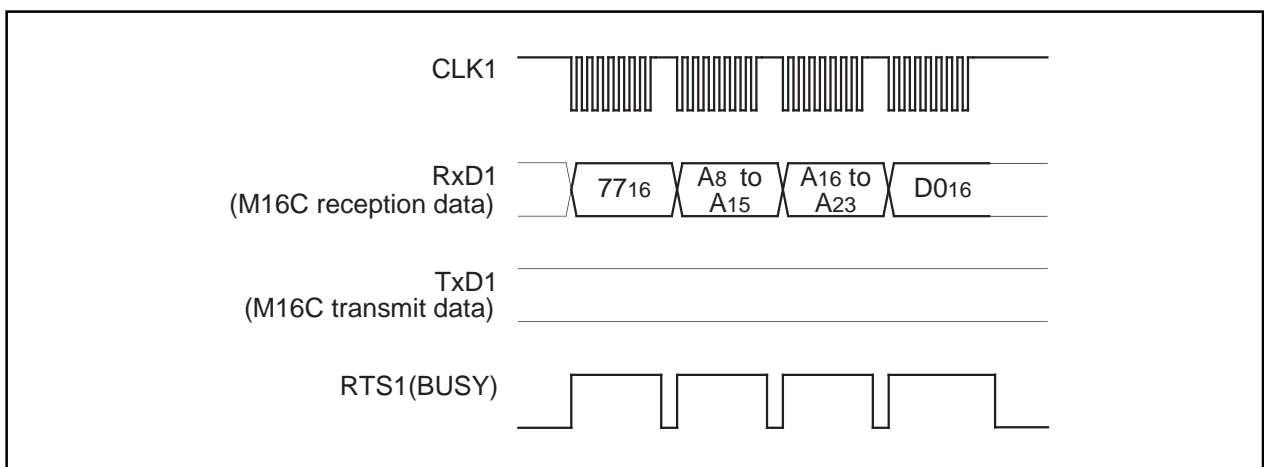 CLK1
RxD1
(M16C reception data)
7716
A8 to
A15
A16 to
A23
D016
TxD1
(M16C transmit data)
RTS1(BUSY)